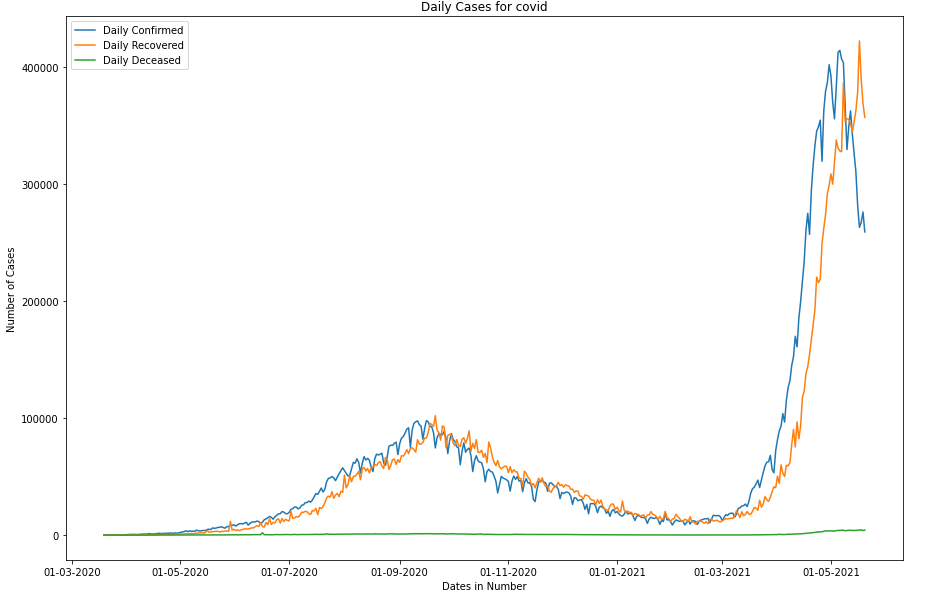 Daily Cases for covid
Daily Confirmed
Daily Recovered
Daily Deceased
400000
300000
200000
100000
0
Number of Cases
01-03-2020 01-05-2020 01-07-2020 01-09-2020 01-11-2020 01-01-2021 01-03-2021 01-05-2021
Dates in Number